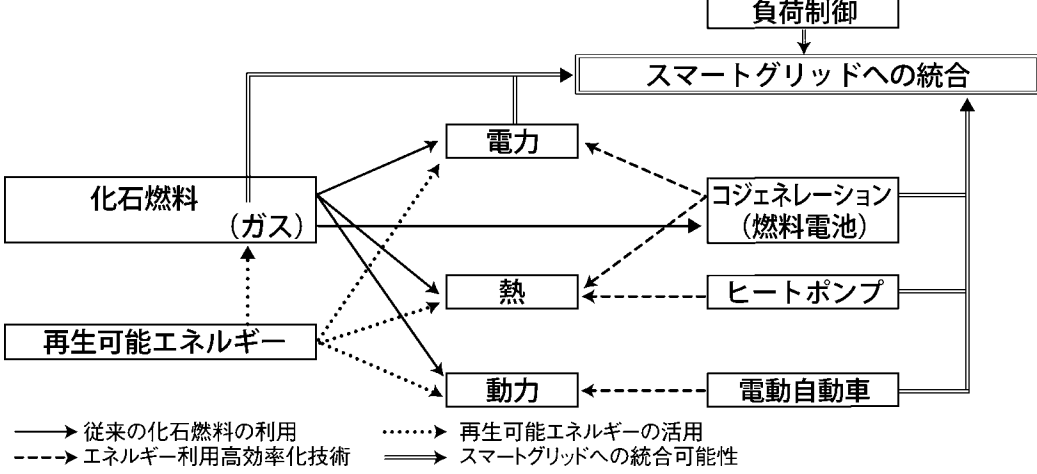 負荷制御
スマートグリッドへの統合
電力
化石燃料
(ガス)
コジェネレーション
(燃料電池)
熱
ヒートポンプ
再生可能エネルギー
動力
電動自動車
従来の化石燃料の利用
再生可能エネルギーの活用
エネルギー利用高効率化技術
スマートグリッドへの統合可能性